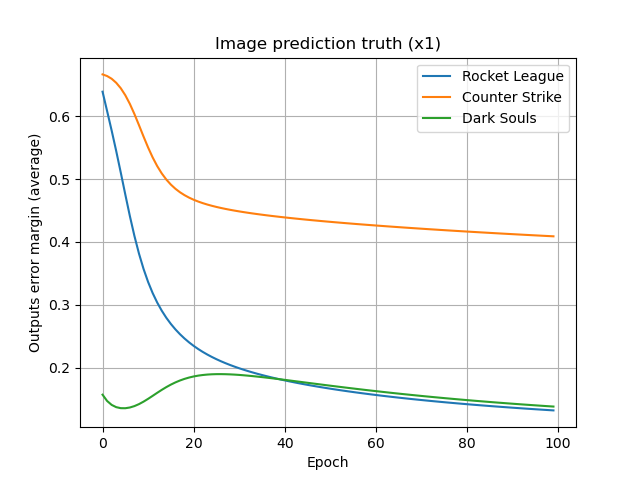 Image prediction truth (x1)
Rocket League
Counter Strike
Dark Souls
Outputs error margin (average)
0.6
0.5
0.4
0.3
0.2
0 20 40 60 80 100
Epoch